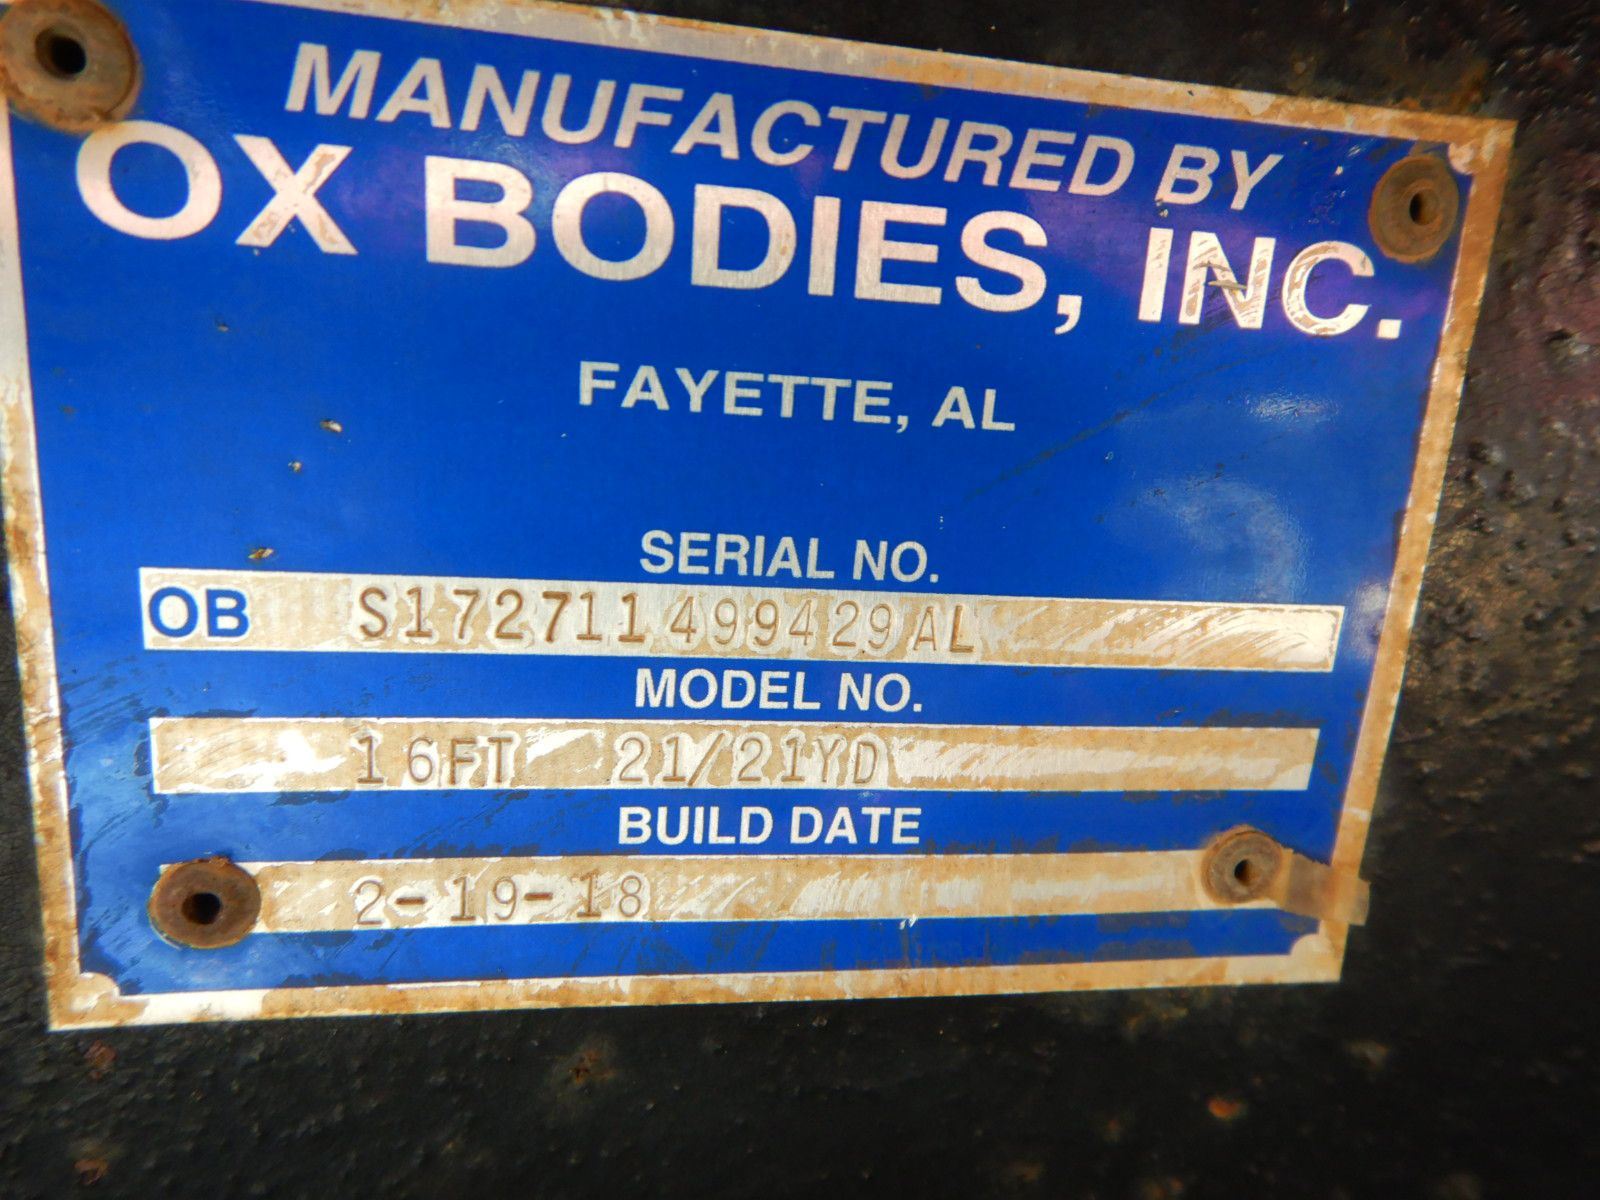 MANUFACTURED BY
OX BODIES, INC.
FAYETTE, AL
SERIAL NO.
OB S172711499429AL
MODEL NO.
16FT 21/21YD
BUILD DATE
2-19-18